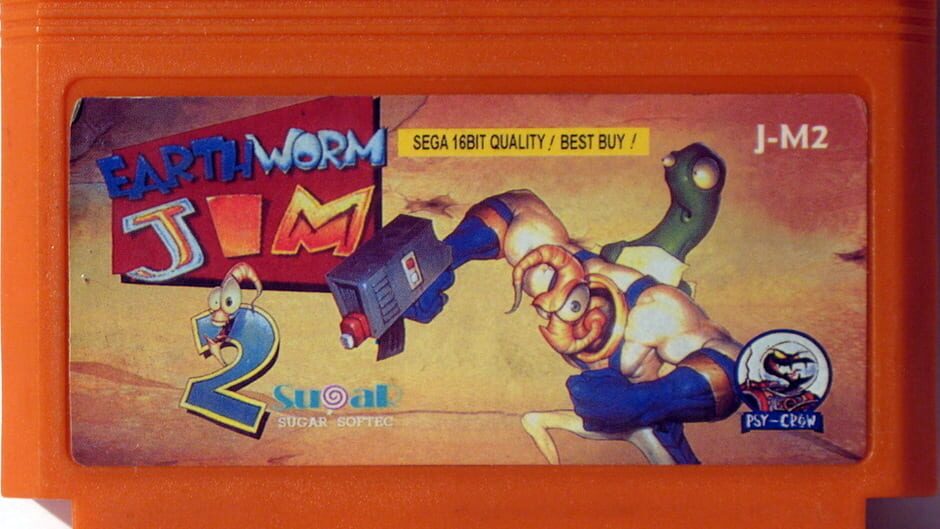 EARTHWORM
JIM
2
SEGA 16BIT QUALITY! BEST BUY!
J-M2
Sugar
SUGAR SOFTEC
PSY-CROW